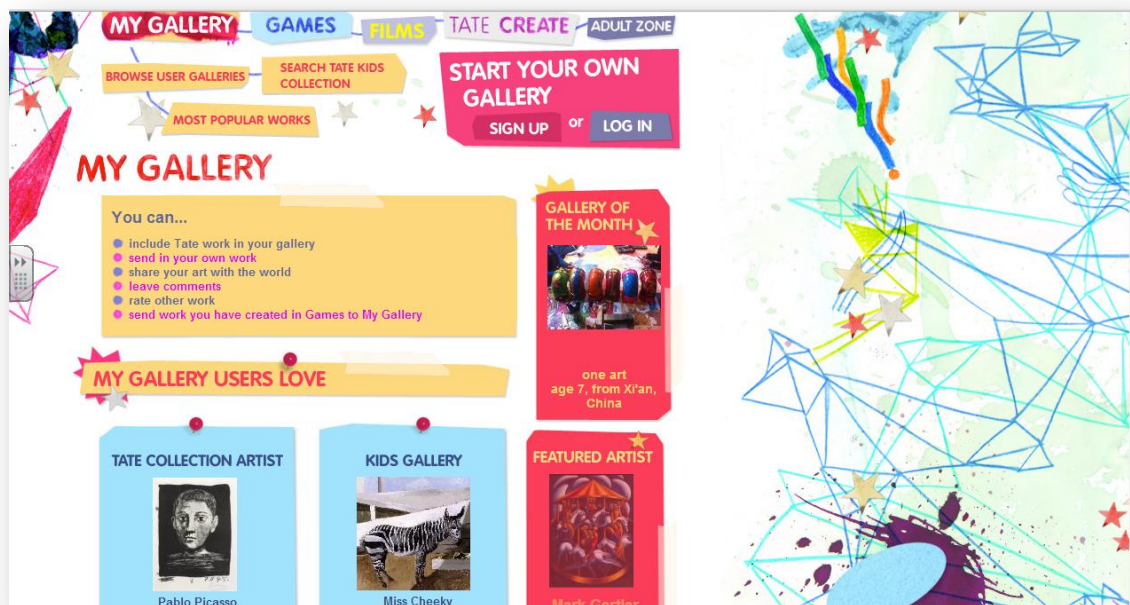 MY GALLERY
GAMES
FILMS
TATE CREATE
ADULT ZONE
BROWSE USER GALLERIES
SEARCH TATE KIDS
COLLECTION
MOST POPULAR WORKS
START YOUR OWN
GALLERY
SIGN UP or LOG IN
MY GALLERY
You can...
include Tate work in your gallery
send in your own work
share your art with the world
leave comments
rate other work
send work you have created in Games to My Gallery
GALLERY OF
THE MONTH
one art
age 7, from Xi'an,
China
MY GALLERY USERS LOVE
TATE COLLECTION ARTIST
Pablo Picasso
KIDS GALLERY
Miss Cheeky
FEATURED ARTIST